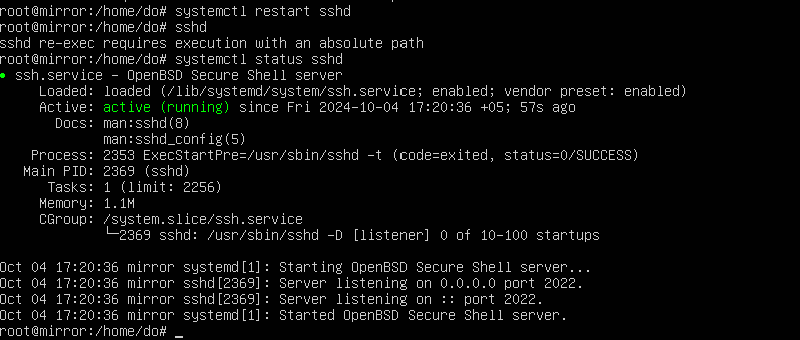 root@mirror:/home/do# systemctl restart sshd
root@mirror:/home/do# sshd
sshd re-exec requires execution with an absolute path
root@mirror:/home/do# systemctl status sshd
● ssh.service - OpenBSD Secure Shell server
     Loaded: loaded (/lib/systemd/system/ssh.service; enabled; vendor preset: enabled)
     Active: active (running) since Fri 2024-10-04 17:20:36 +05; 57s ago
       Docs: man:sshd(8)
             man:sshd_config(5)
    Process: 2353 ExecStartPre=/usr/sbin/sshd -t (code=exited, status=0/SUCCESS)
   Main PID: 2369 (sshd)
      Tasks: 1 (limit: 2256)
     Memory: 1.1M
     CGroup: /system.slice/ssh.service
             └─2369 sshd: /usr/sbin/sshd -D [listener] 0 of 10-100 startups

Oct 04 17:20:36 mirror systemd[1]: Starting OpenBSD Secure Shell server...
Oct 04 17:20:36 mirror sshd[2369]: Server listening on 0.0.0.0 port 2022.
Oct 04 17:20:36 mirror sshd[2369]: Server listening on :: port 2022.
Oct 04 17:20:36 mirror systemd[1]: Started OpenBSD Secure Shell server.
root@mirror:/home/do# _